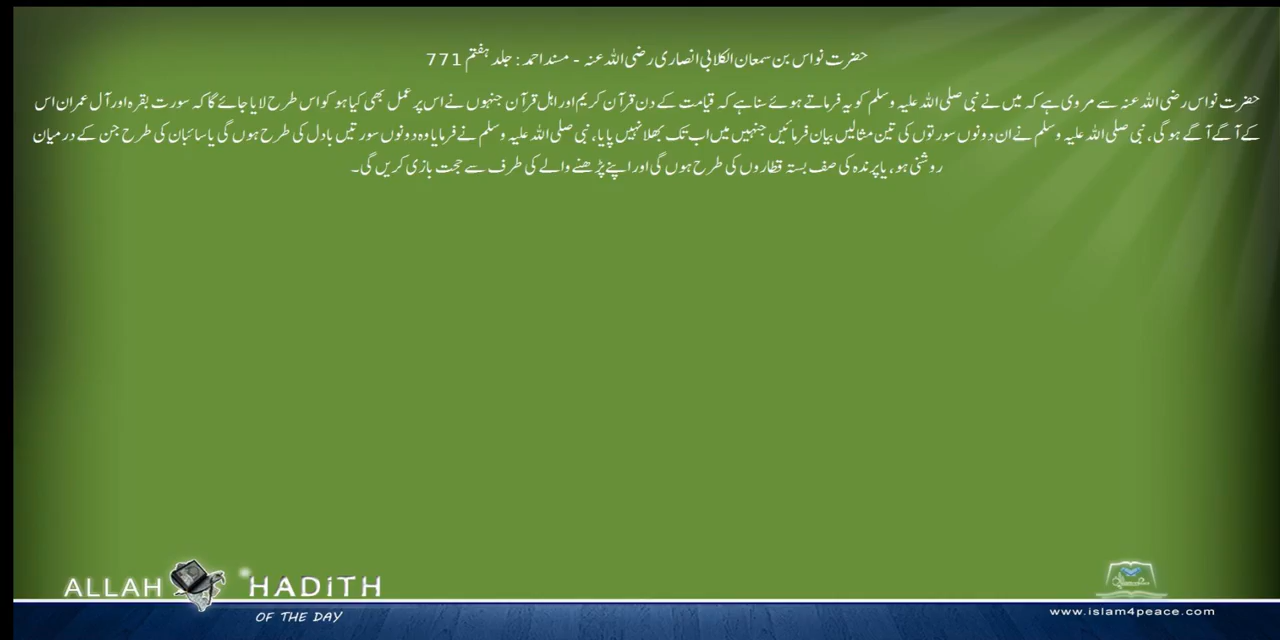 حضرت نواس بن سمعان الکلابی انصاری رضی اللہ عنہ - مسند احمد : جلد ہفتم 771
حضرت نواس رضی اللہ عنہ سے مروی ہے کہ میں نے نبی صلی اللہ علیہ وسلم کو یہ فرماتے ہوئے سنا ہے کہ قیامت کے دن قرآن کریم اور اہل قرآن جنہوں نے اس پر عمل بھی کیا ہو کو اس طرح لایا جائے گا کہ سورت بقرہ اور آل عمران اس
کے آگے آگے ہوگی، نبی صلی اللہ علیہ وسلم نے ان دونوں سورتوں کی تین مثالیں بیان فرمائیں جنہیں میں اب تک بھلا نہیں پایا، نبی صلی اللہ علیہ وسلم نے فرمایا وہ دونوں سورتیں بادل کی طرح ہوں گی یا سائبان کی طرح جن کے درمیان
روشنی ہو، یا پرندہ کی صف بستہ قطاروں کی طرح ہوں گی اور اپنے پڑھنے والے کی طرف سے حجت بازی کریں گی۔
ALLAH HADITH
OF THE DAY
www.islam4peace.com